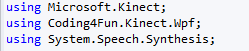 using Microsoft.Kinect;
using Coding4Fun.Kinect.Wpf;
using System.Speech.Synthesis;